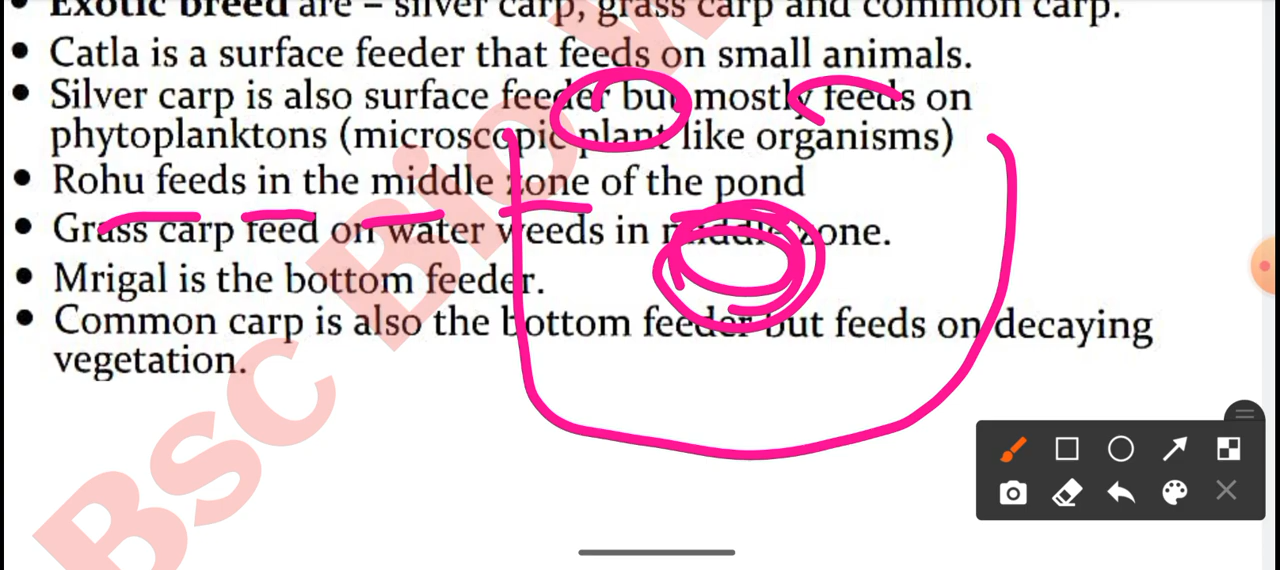 • Exotic breed are – silver carp, grass carp and common carp.
• Catla is a surface feeder that feeds on small animals.
• Silver carp is also surface feeder but mostly feeds on
phytoplanktons (microscopic plant like organisms)
• Rohu feeds in the middle zone of the pond
• Grass carp feed on water weeds in middle zone.
• Mrigal is the bottom feeder.
• Common carp is also the bottom feeder but feeds on decaying
vegetation.
Bsc Bio